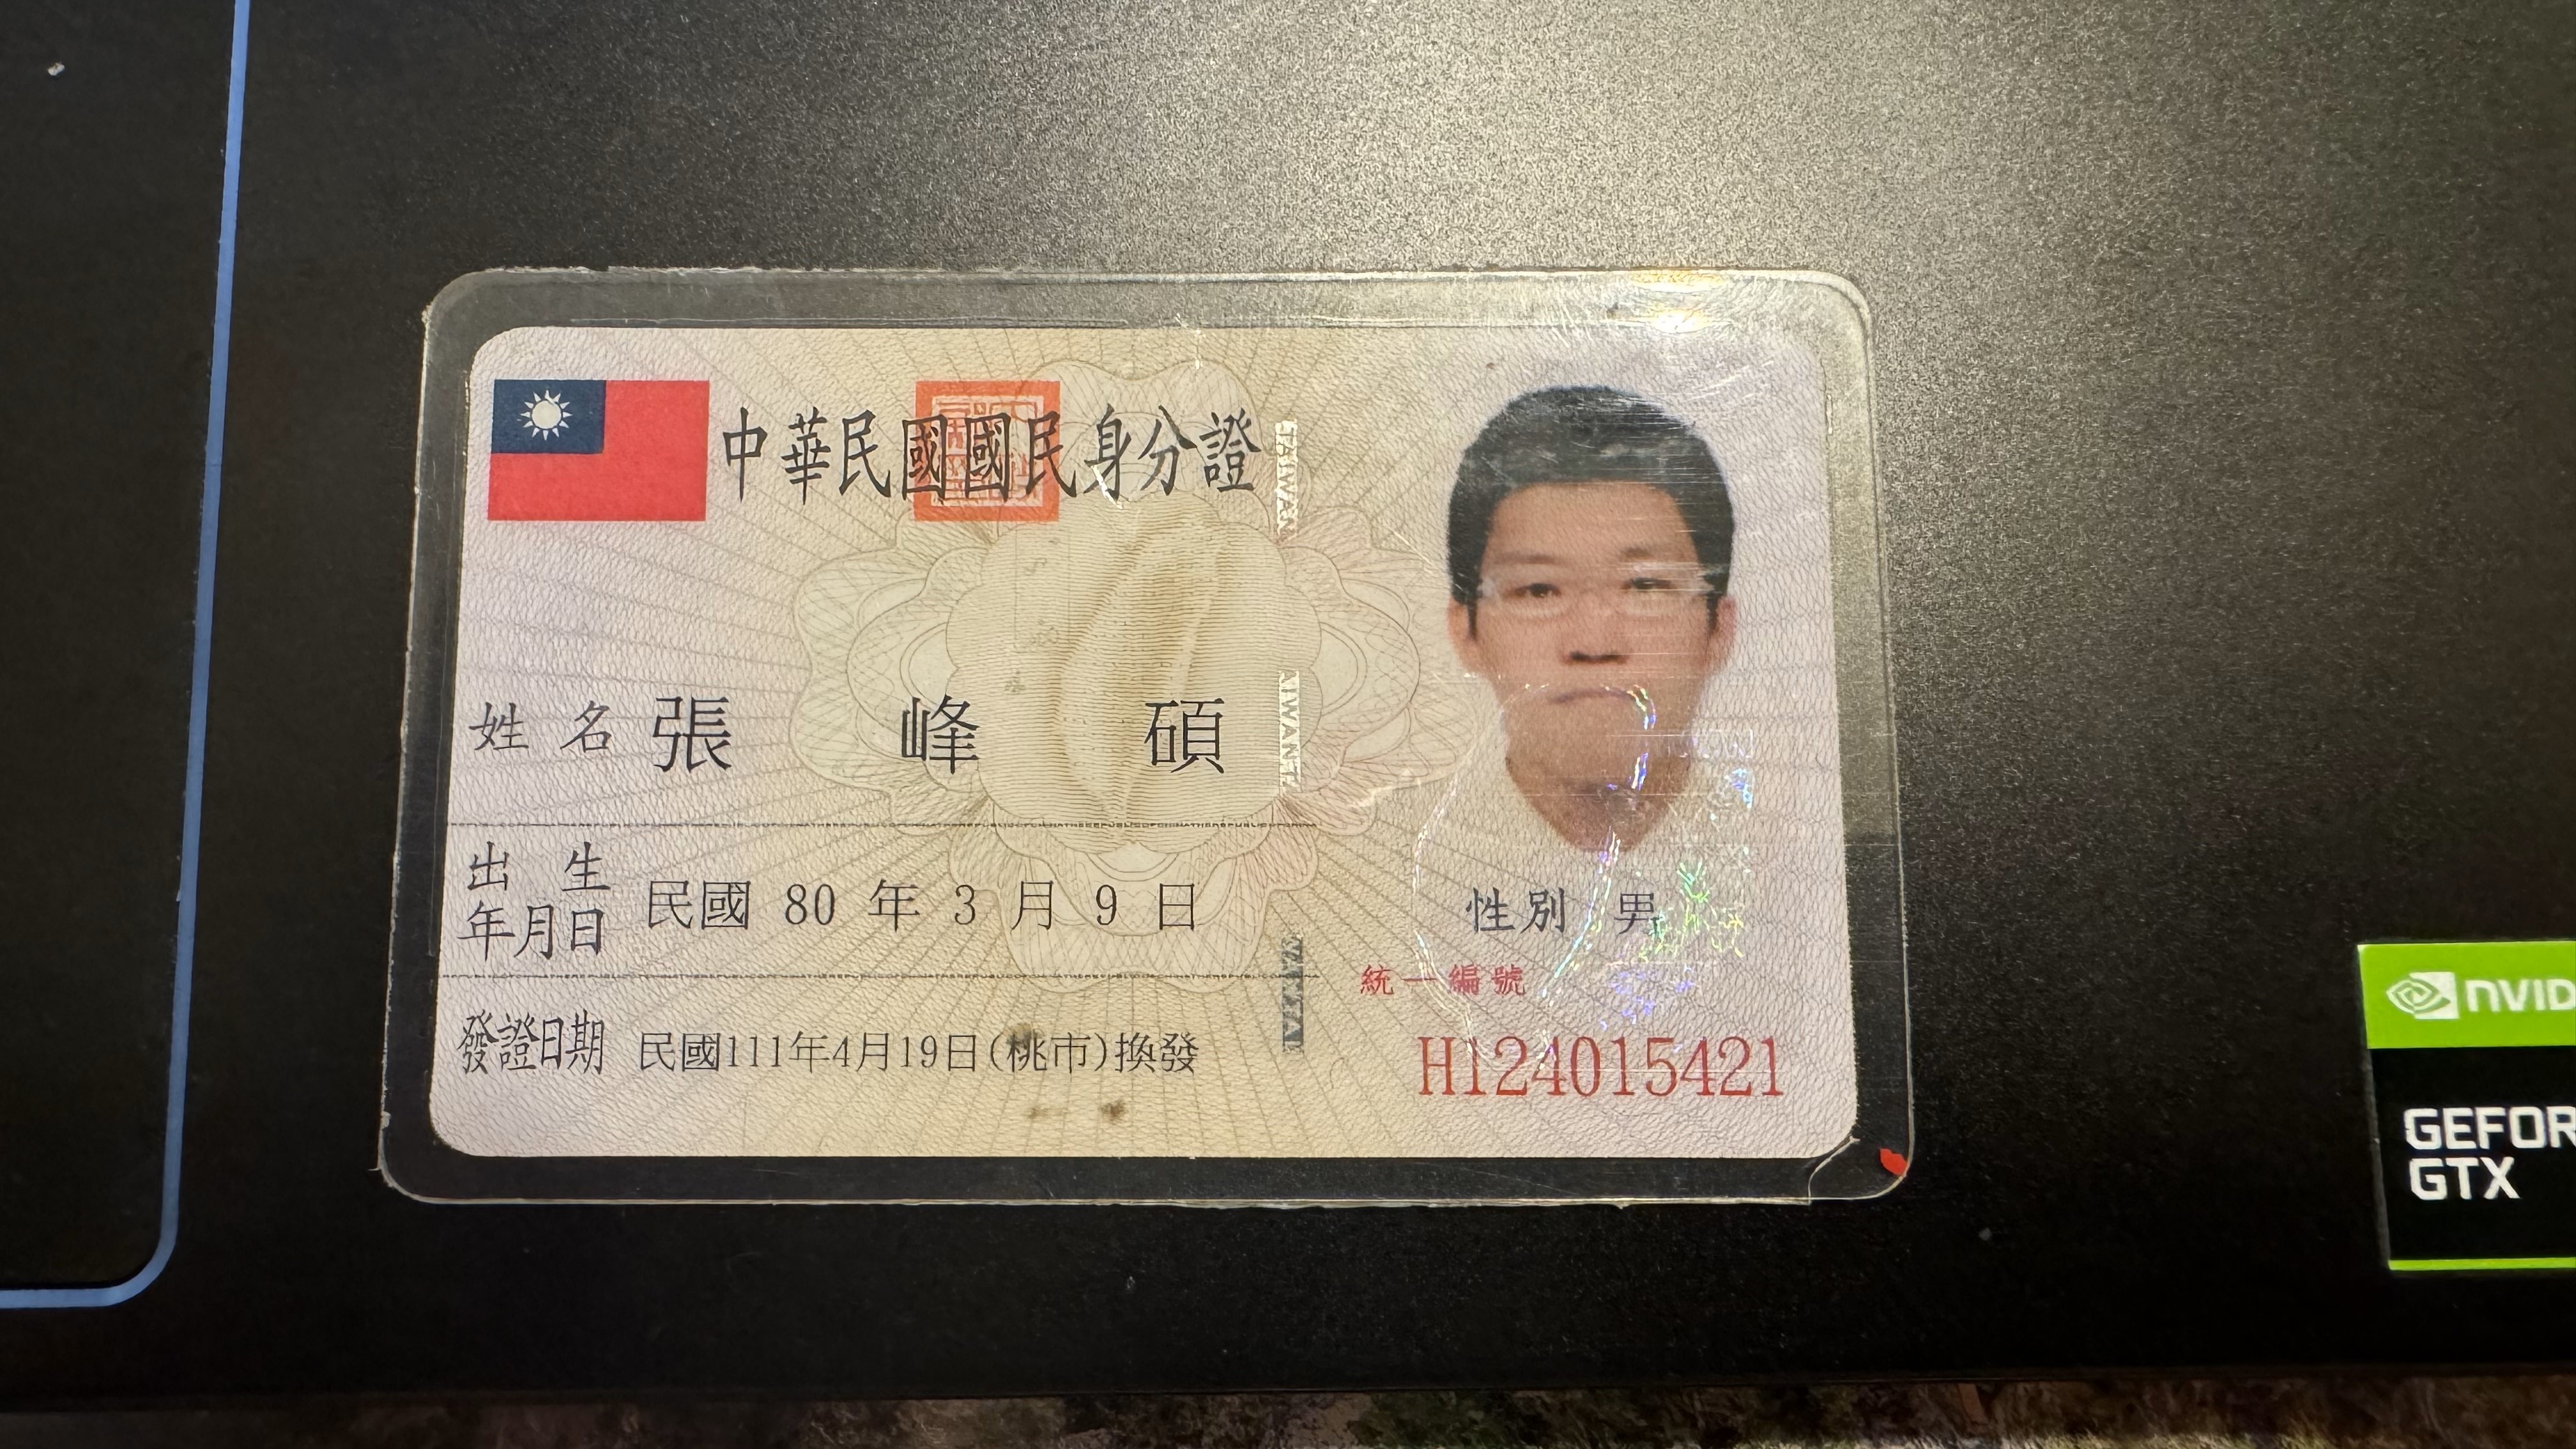 中華民國國民身分證
TAIWAN
姓名 張 峰 碩
TAIWAN
出生年月日 民國 80 年 3 月 9 日
性別 男
統一編號
TAIWAN
發證日期 民國111年4月19日(桃市)換發
H124015421
NVID
GEFOR
GTX